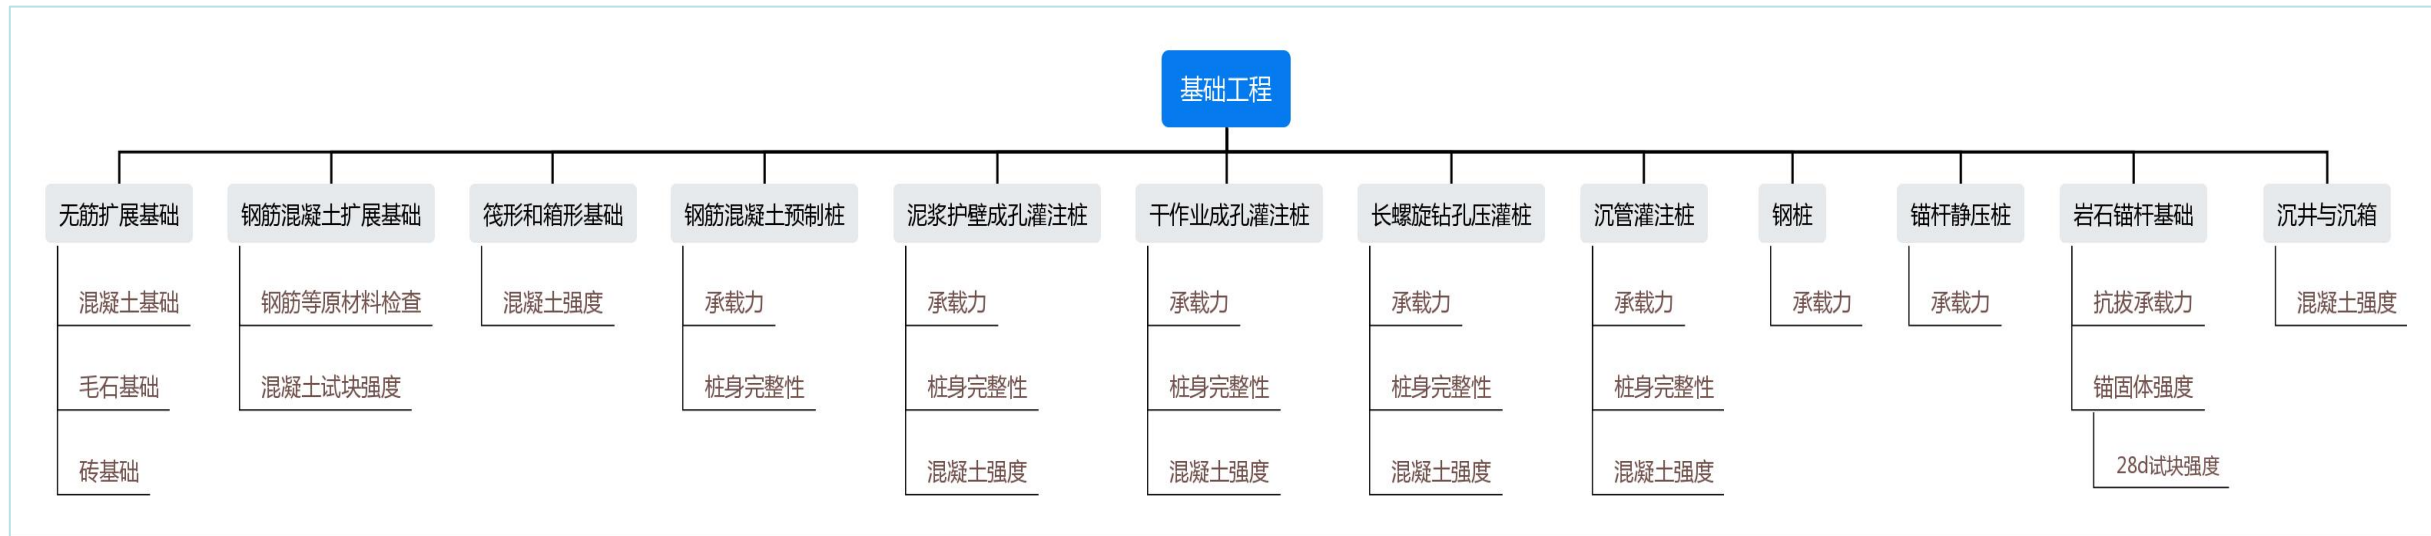 基础工程
无筋扩展基础
混凝土基础
毛石基础
砖基础
钢筋混凝土扩展基础
钢筋等原材料检查
混凝土试块强度
筏形和箱形基础
混凝土强度
钢筋混凝土预制桩
承载力
桩身完整性
泥浆护壁成孔灌注桩
承载力
桩身完整性
混凝土强度
干作业成孔灌注桩
承载力
桩身完整性
混凝土强度
长螺旋钻孔压灌桩
承载力
桩身完整性
混凝土强度
沉管灌注桩
承载力
桩身完整性
混凝土强度
钢桩
承载力
锚杆静压桩
承载力
岩石锚杆基础
抗拔承载力
锚固体强度
28d试块强度
沉井与沉箱
混凝土强度